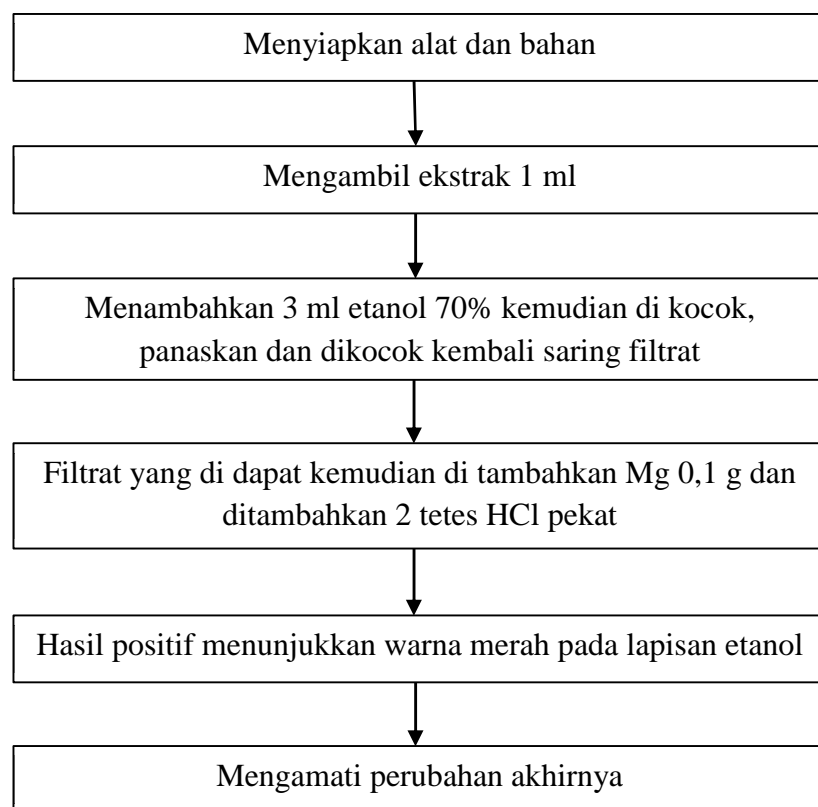 Menyiapkan alat dan bahan
Mengambil ekstrak 1 ml
Menambahkan 3 ml etanol 70% kemudian di kocok,
panaskan dan dikocok kembali saring filtrat
Filtrat yang di dapat kemudian di tambahkan Mg 0,1 g dan
ditambahkan 2 tetes HCl pekat
Hasil positif menunjukkan warna merah pada lapisan etanol
Mengamati perubahan akhirnya